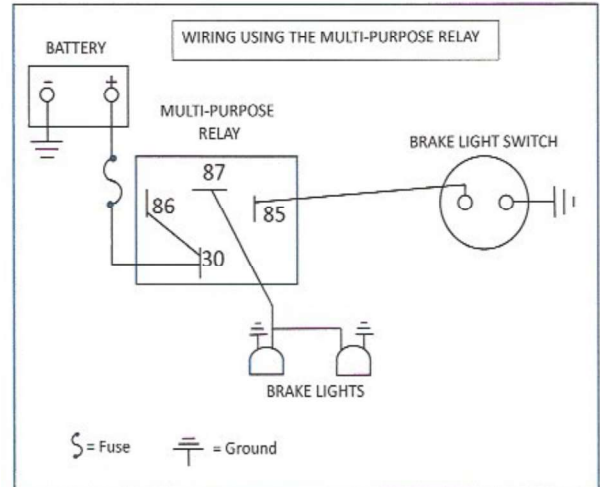 WIRING USING THE MULTI-PURPOSE RELAY
BATTERY
- +
MULTI-PURPOSE
RELAY
BRAKE LIGHT SWITCH
87
86
85
30
BRAKE LIGHTS
= Fuse
= Ground